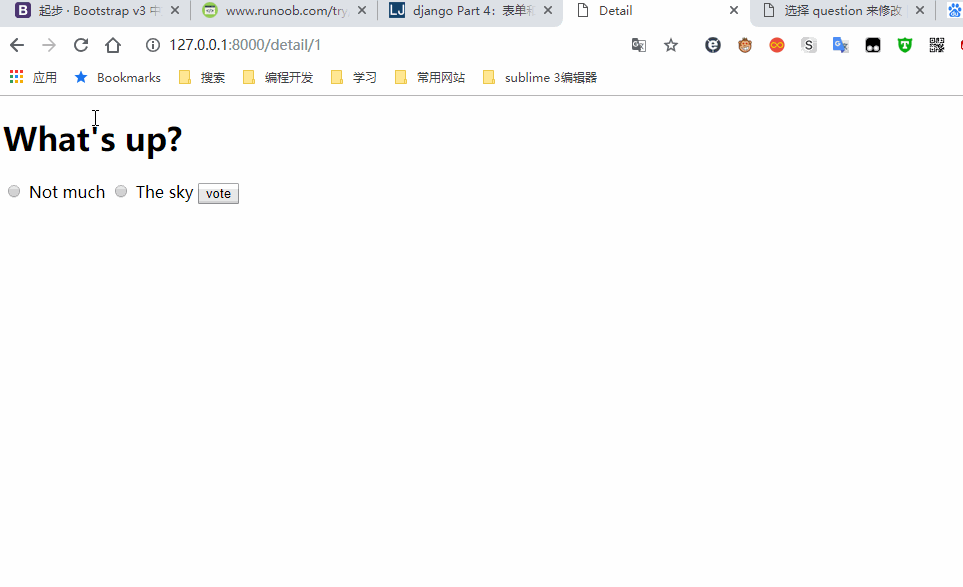 起步 · Bootstrap v3 中 www.runoob.com/try django Part 4：表单和 Detail 选择 question 来修改
127.0.0.1:8000/detail/1
应用 Bookmarks 搜索 编程开发 学习 常用网站 sublime 3编辑器
What's up?
Not much The sky vote